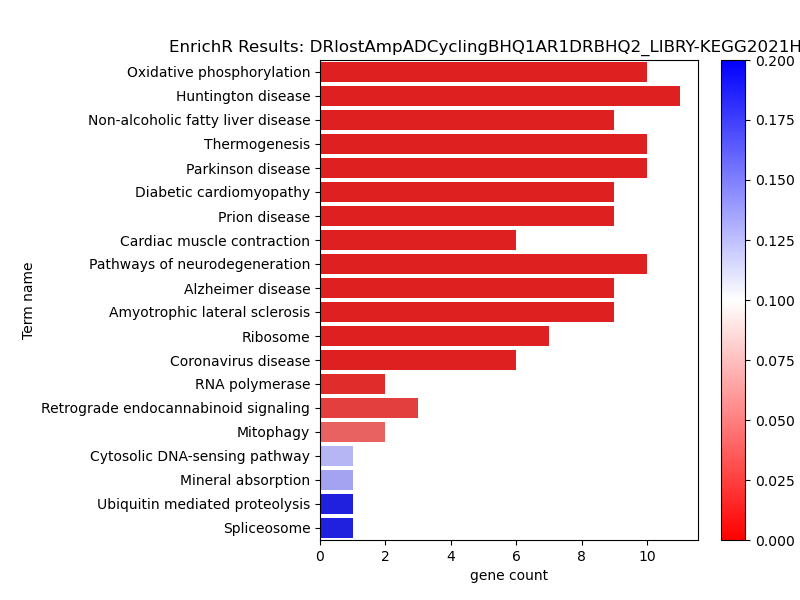 EnrichR Results: DRlostAmpADCyclingBHQ1AR1DRBHQ2_LIBRY-KEGG2021H
Term name
Oxidative phosphorylation
Huntington disease
Non-alcoholic fatty liver disease
Thermogenesis
Parkinson disease
Diabetic cardiomyopathy
Prion disease
Cardiac muscle contraction
Pathways of neurodegeneration
Alzheimer disease
Amyotrophic lateral sclerosis
Ribosome
Coronavirus disease
RNA polymerase
Retrograde endocannabinoid signaling
Mitophagy
Cytosolic DNA-sensing pathway
Mineral absorption
Ubiquitin mediated proteolysis
Spliceosome
0 2 4 6 8 10
gene count
0.200
0.175
0.150
0.125
0.100
0.075
0.050
0.025
0.000